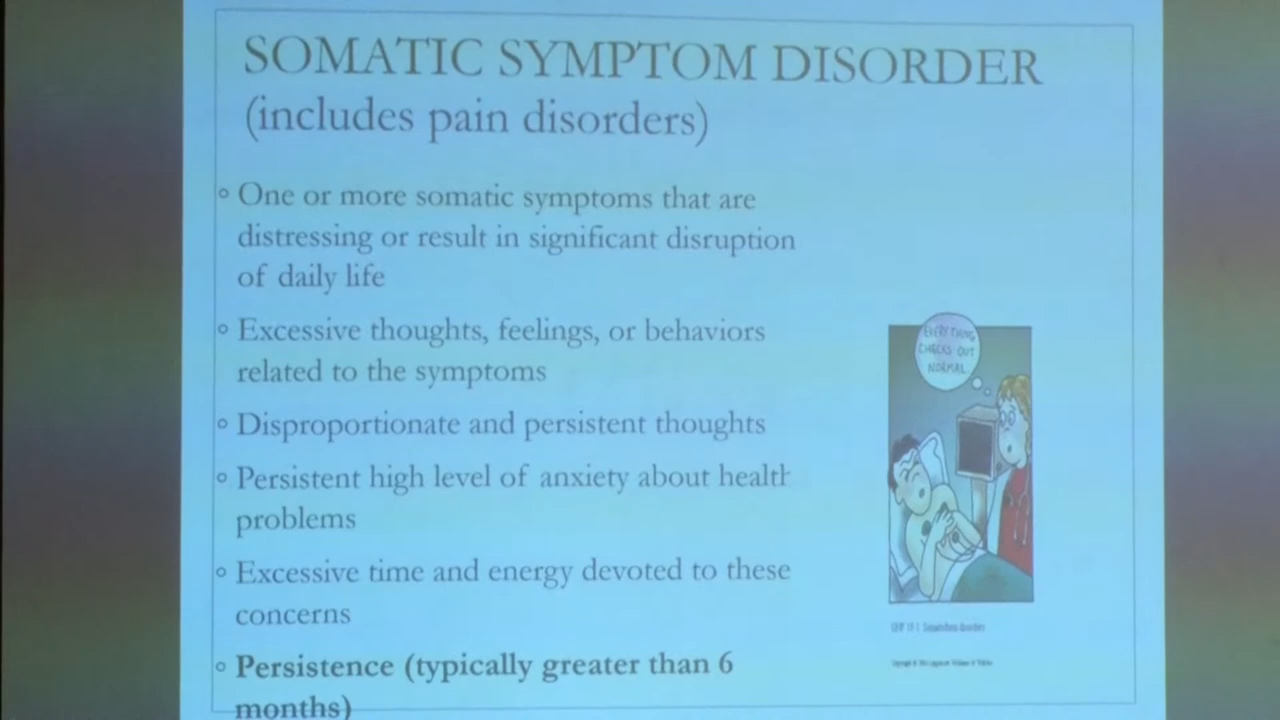 SOMATIC SYMPTOM DISORDER
(includes pain disorders)
One or more somatic symptoms that are
distressing or result in significant disruption
of daily life
Excessive thoughts, feelings, or behaviors
related to the symptoms
Disproportionate and persistent thoughts
Persistent high level of anxiety about health
problems
Excessive time and energy devoted to these
concerns
Persistence (typically greater than 6
months)
EVERYTHING
CHECKS OUT
NORMAL